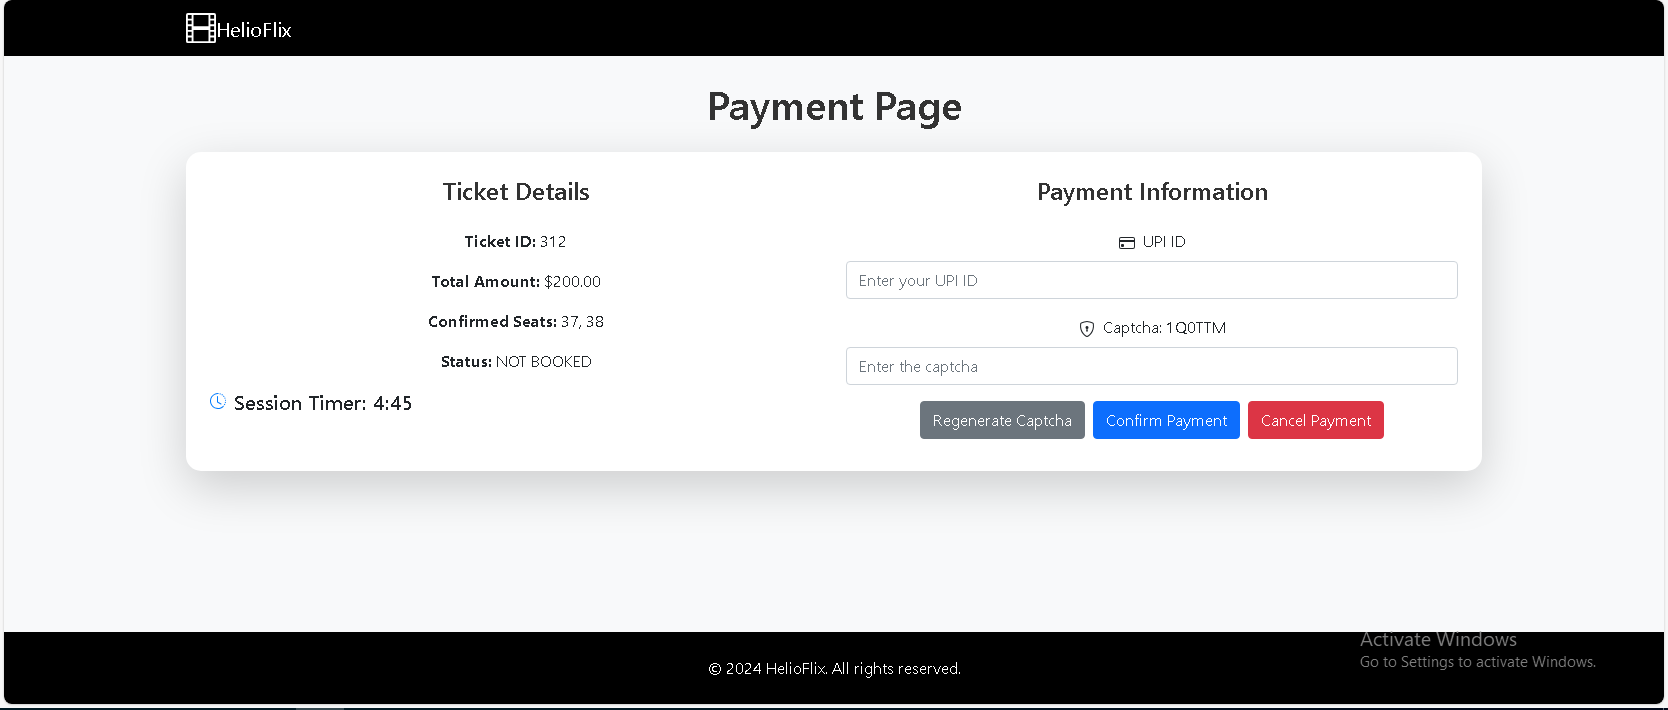 HelioFlix
Payment Page
Ticket Details
Ticket ID: 312
Total Amount: $200.00
Confirmed Seats: 37, 38
Status: NOT BOOKED
Session Timer: 4:45
Payment Information
UPI ID
Enter your UPI ID
Captcha: 1Q0TTM
Enter the captcha
Regenerate Captcha
Confirm Payment
Cancel Payment
© 2024 HelioFlix. All rights reserved.
Activate Windows
Go to Settings to activate Windows.